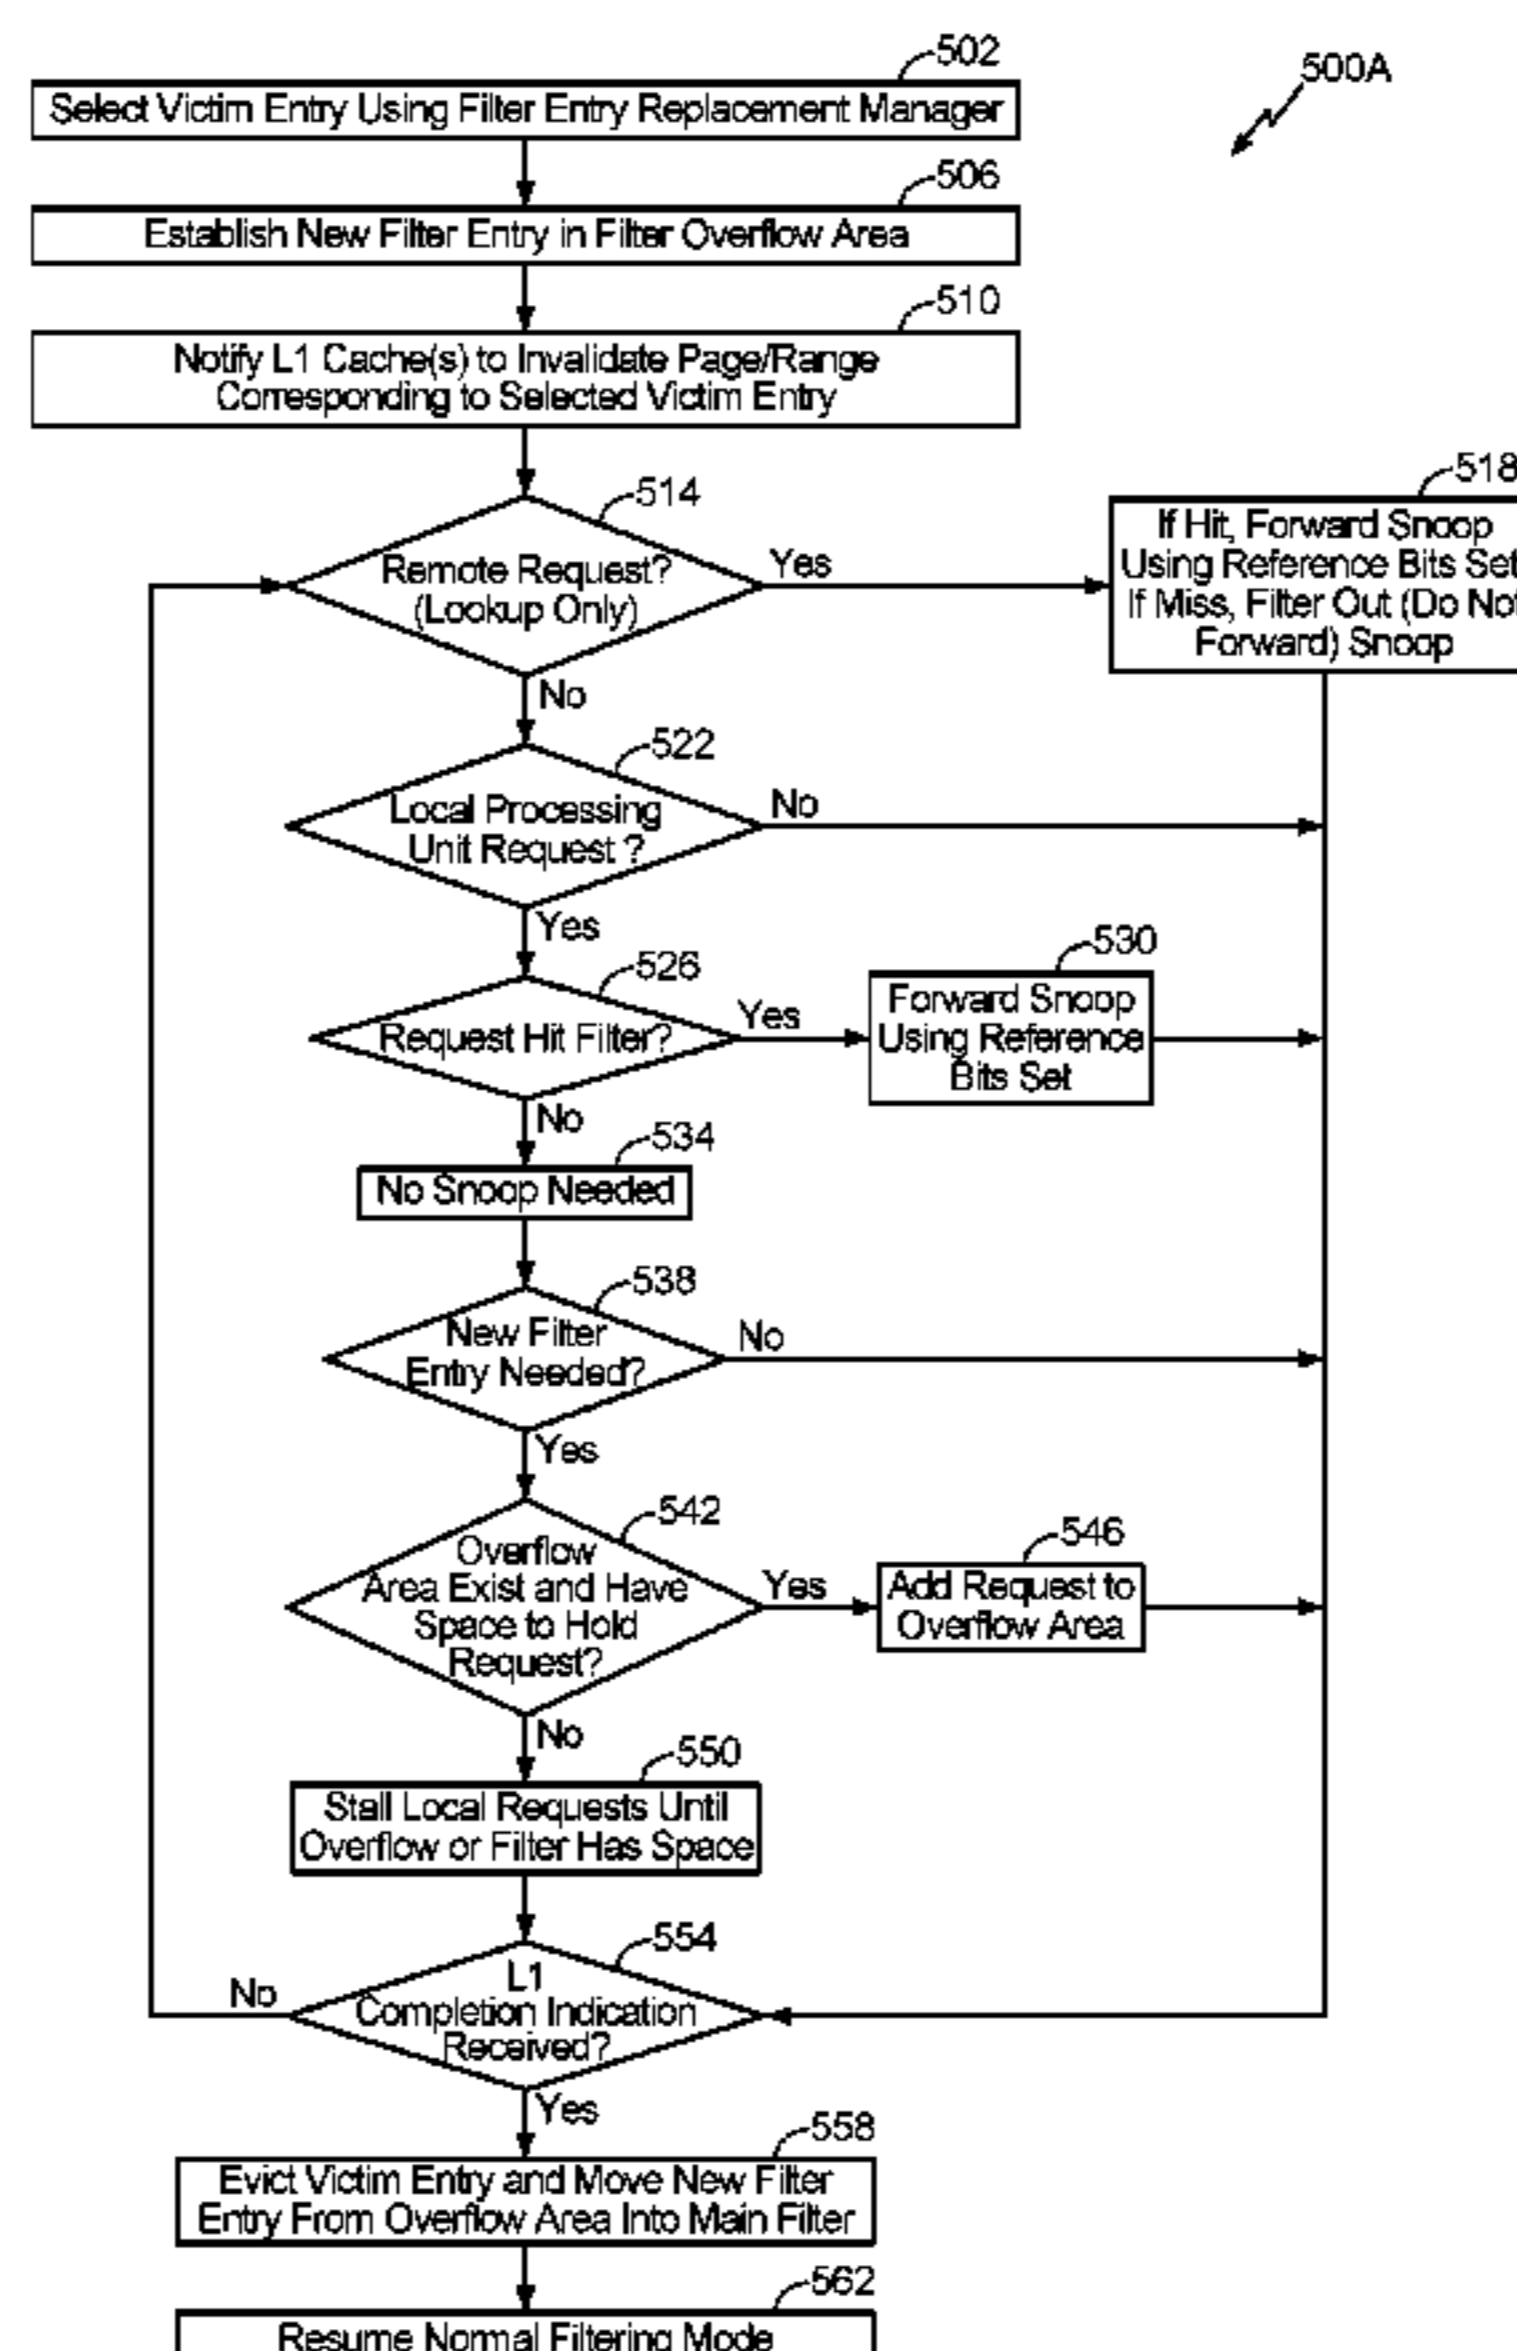 502
500A
Select Victim Entry Using Filter Entry Replacement Manager
506
Establish New Filter Entry in Filter Overflow Area
510
Notify L1 Cache(s) to Invalidate Page/Range
Corresponding to Selected Victim Entry
514
Remote Request?
(Lookup Only)
Yes
518
If Hit, Forward Snoop
Using Reference Bits Set
If Miss, Filter Out (Do Not
Forward) Snoop
No
522
Local Processing
Unit Request ?
No
Yes
526
Request Hit Filter?
Yes
530
Forward Snoop
Using Reference
Bits Set
No
534
No Snoop Needed
538
New Filter
Entry Needed?
No
Yes
542
Overflow
Area Exist and Have
Space to Hold
Request?
Yes
546
Add Request to
Overflow Area
No
550
Stall Local Requests Until
Overflow or Filter Has Space
554
L1
Completion Indication
Received?
No
Yes
558
Evict Victim Entry and Move New Filter
Entry From Overflow Area Into Main Filter
562
Resume Normal Filtering Mode